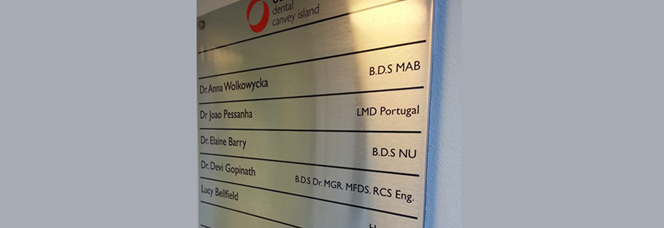 dental
canvey island
Dr. Anna Wolkowycka B.D.S MAB
Dr Joao Pessanha LMD Portugal
Dr. Elaine Barry B.D.S NU
Dr. Devi Gopinath B.D.S Dr. MGR. MFDS. RCS Eng.
Lucy Bellfield